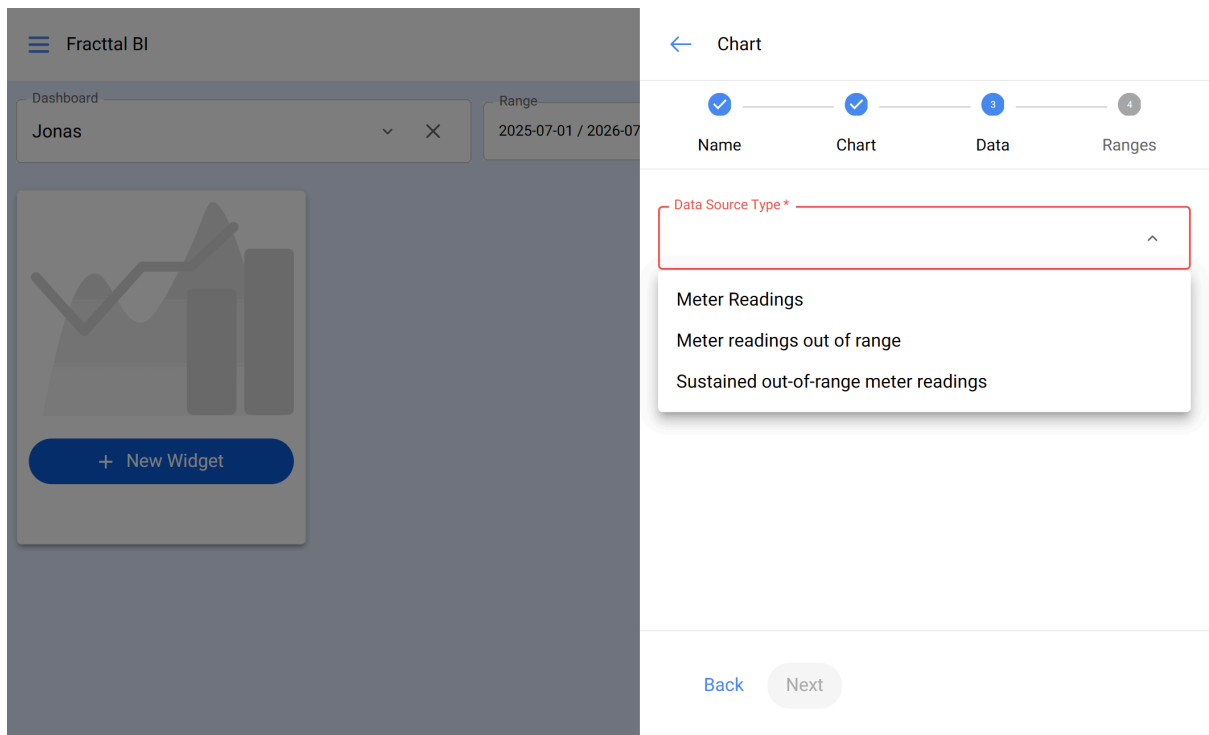 Fracttal BI
Dashboard
Jonas
Range
2025-07-01 / 2026-07
New Widget
Chart
3
4
Name
Chart
Data
Ranges
Data Source Type *
Meter Readings
Meter readings out of range
Sustained out-of-range meter readings
Back
Next